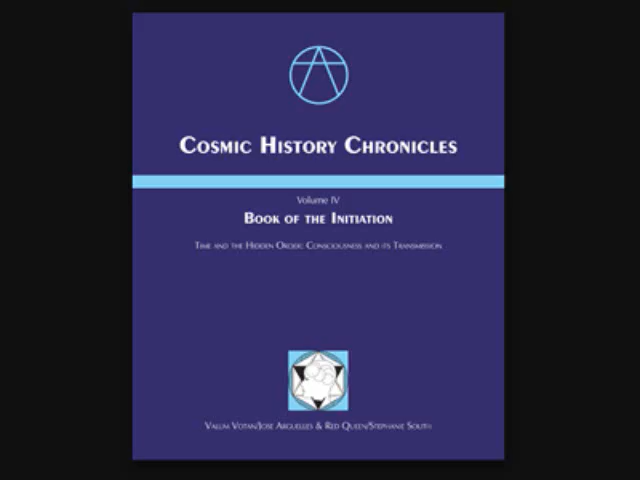 Cosmic History Chronicles
Volume IV
Book of the Initiation
Time and the Hidden Order: Consciousness and its Transmission
Valum Votan/Jose Arguelles & Red Queen/Stephanie South